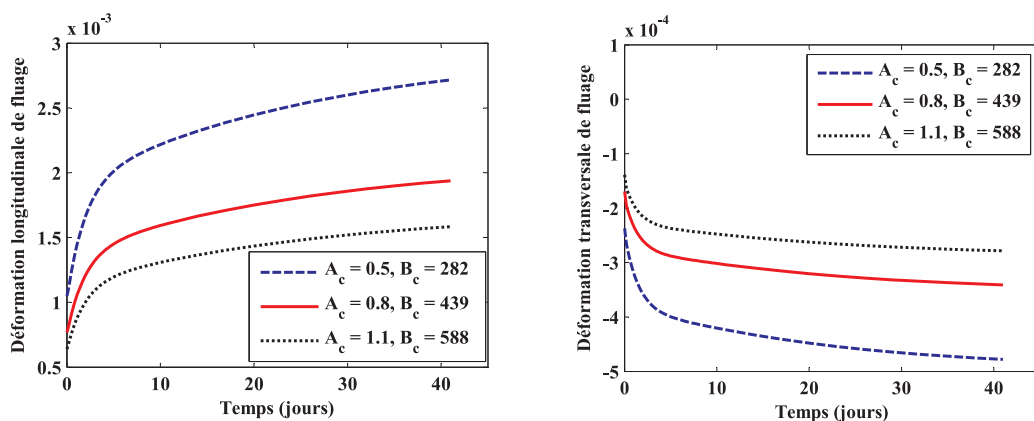 x 10⁻³
3
2.5
2
1.5
1
0.5
0
10
20
30
40
Temps (jours)
Déformation longitudinale de fluage
A_c = 0.5, B_c = 282
A_c = 0.8, B_c = 439
A_c = 1.1, B_c = 588
x 10⁻⁴
1
0
-1
-2
-3
-4
-5
0
10
20
30
40
Temps (jours)
Déformation transversale de fluage
A_c = 0.5, B_c = 282
A_c = 0.8, B_c = 439
A_c = 1.1, B_c = 588